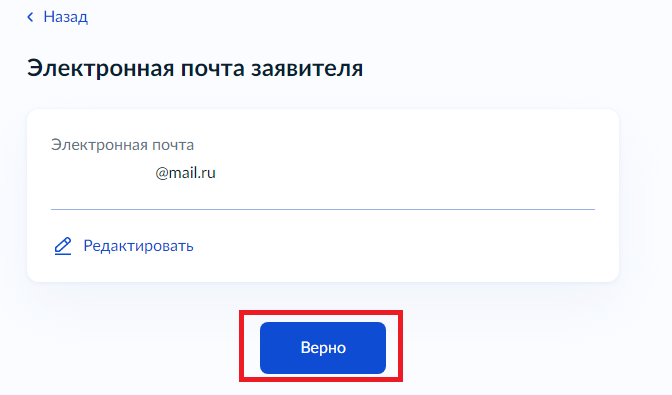 Назад
Электронная почта заявителя
Электронная почта
@mail.ru
Редактировать
Верно